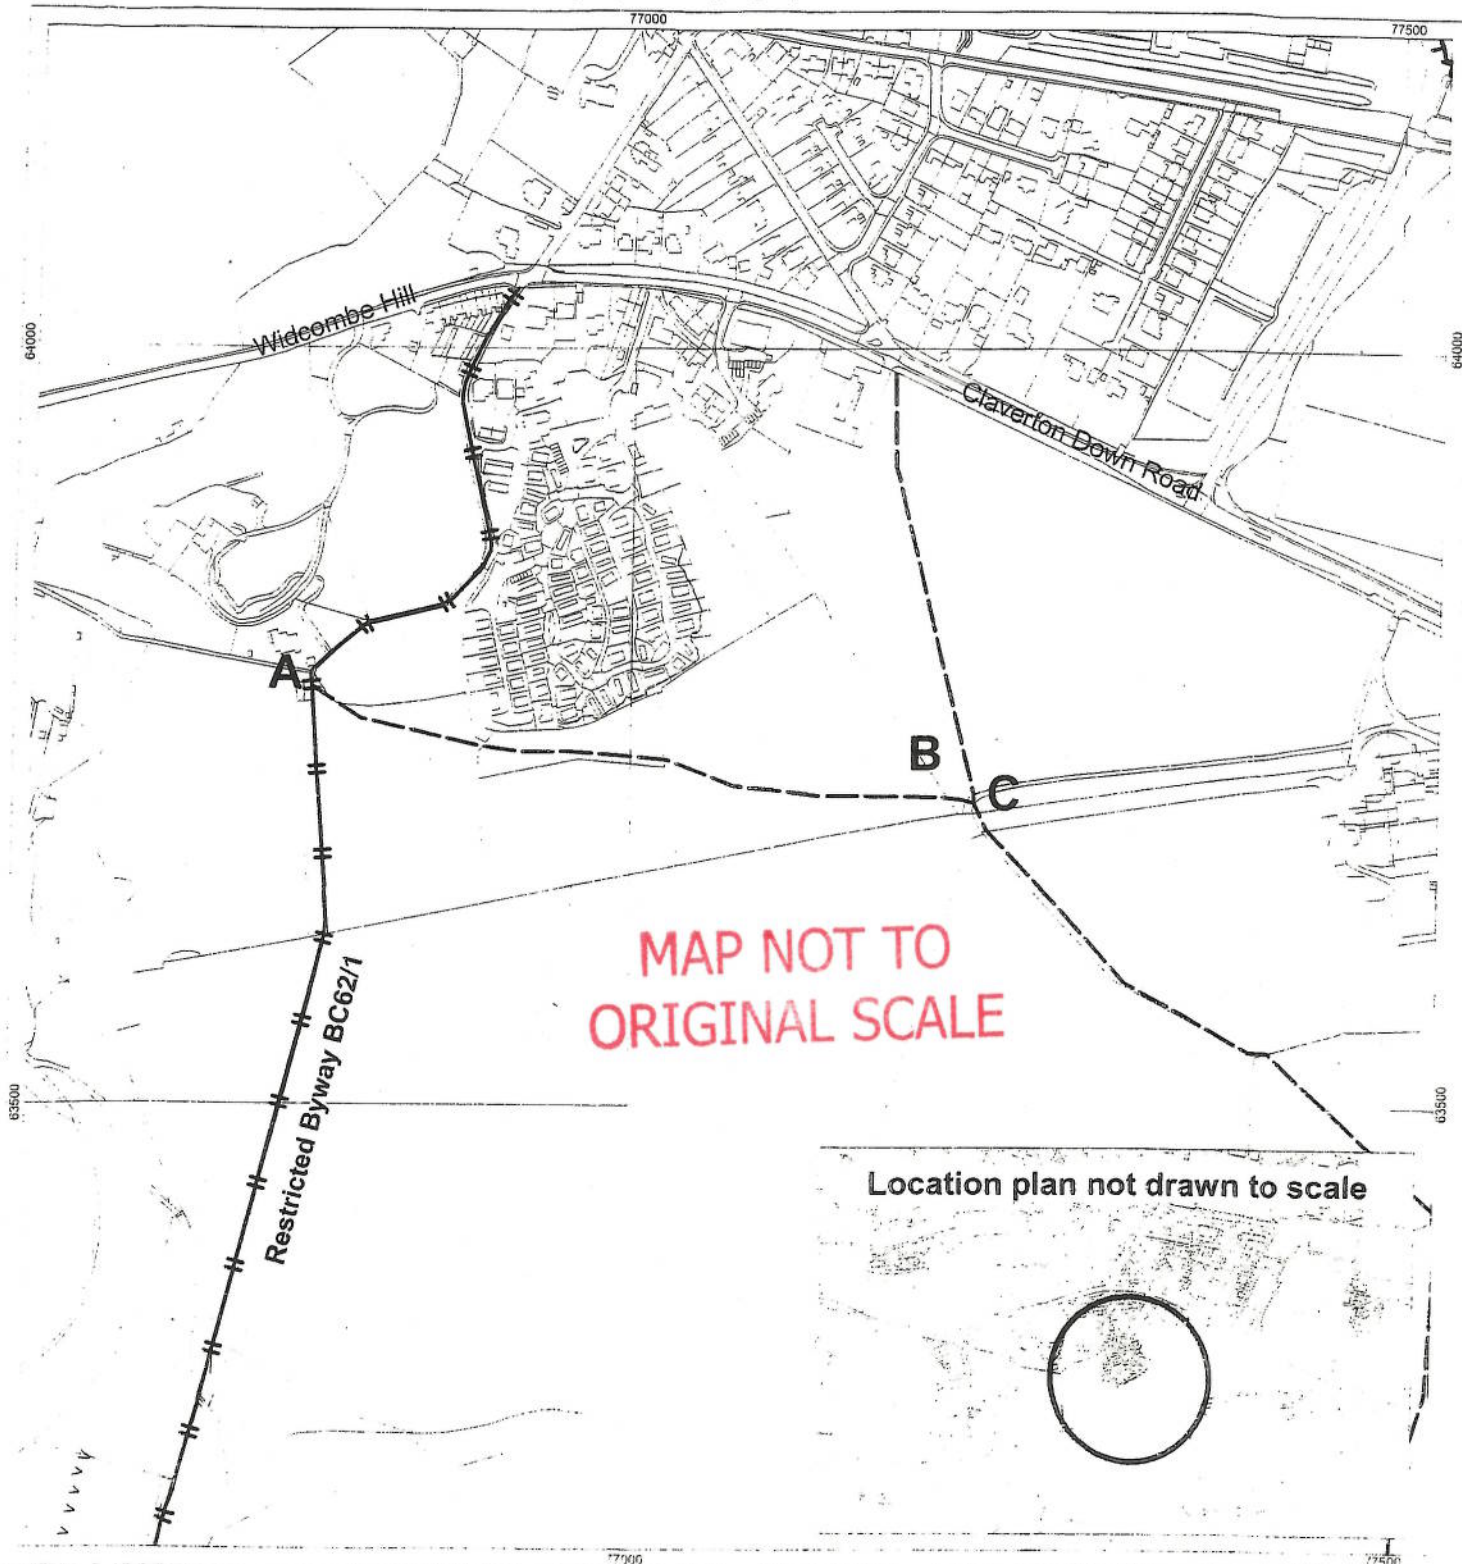 77000
77500
Widcombe Hill
64000
64000
Claverton Down Road
A
B
C
MAP NOT TO
ORIGINAL SCALE
Restricted Byway BC62/1
63500
63500
Location plan not drawn to scale
77000
77500